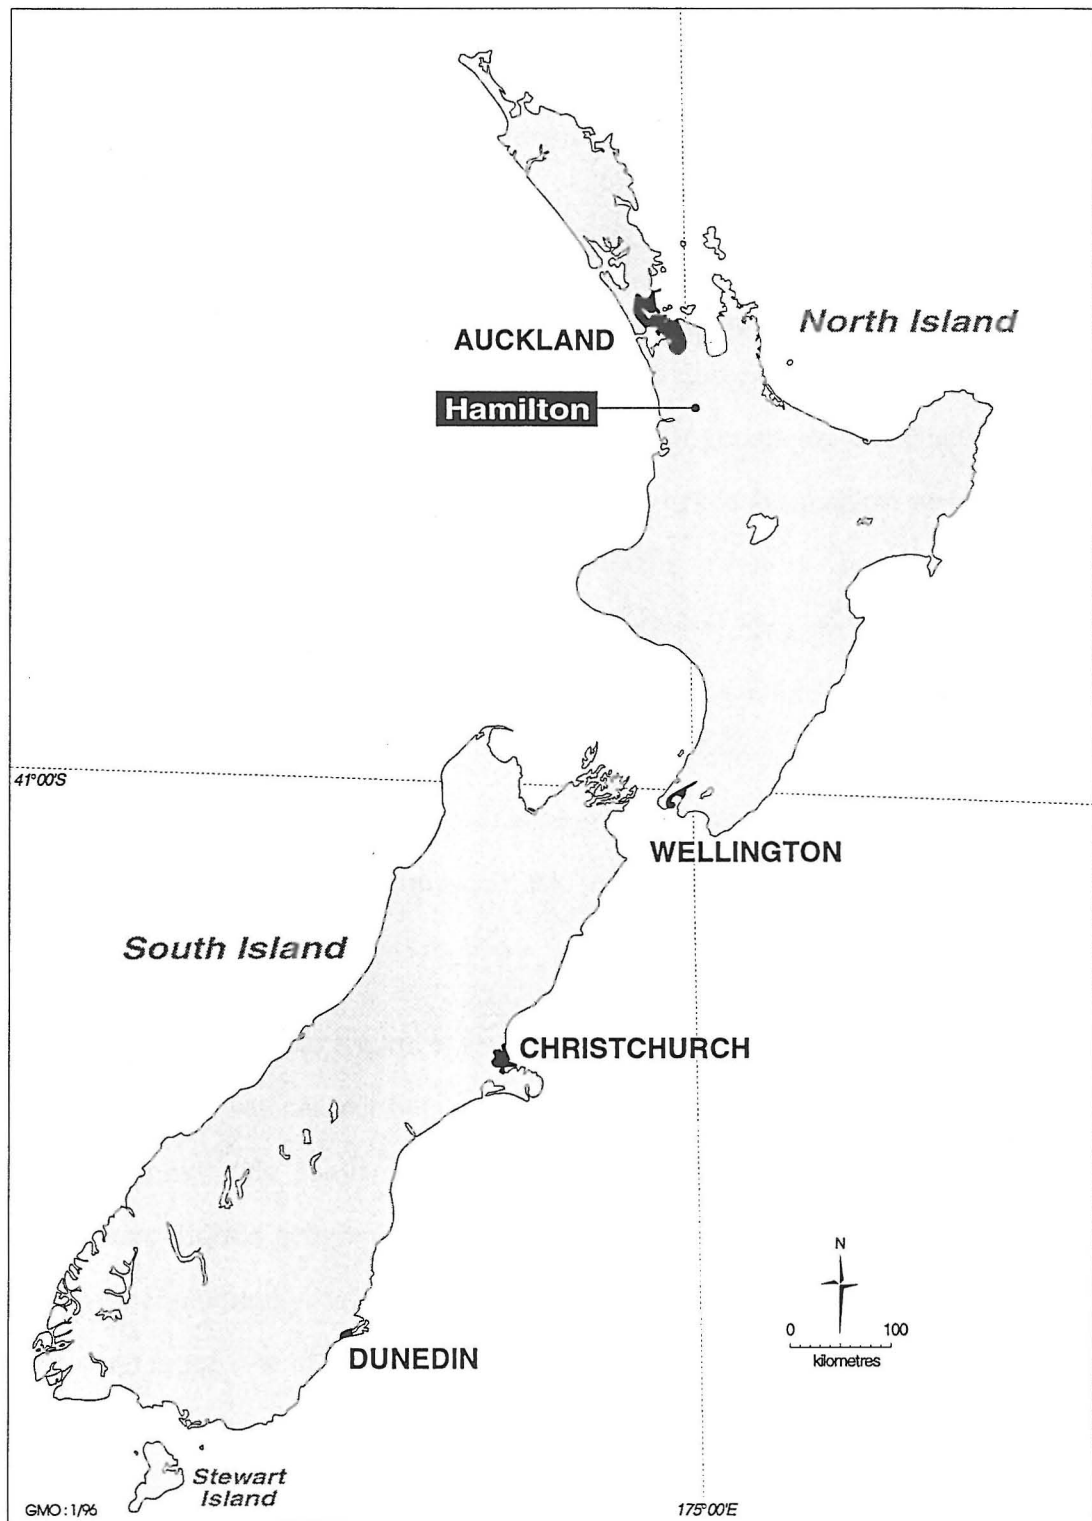 North Island
AUCKLAND
Hamilton
41°00'S
WELLINGTON
South Island
CHRISTCHURCH
N
0 100
kilometres
DUNEDIN
Stewart
Island
GMO : 1/96
175°00'E